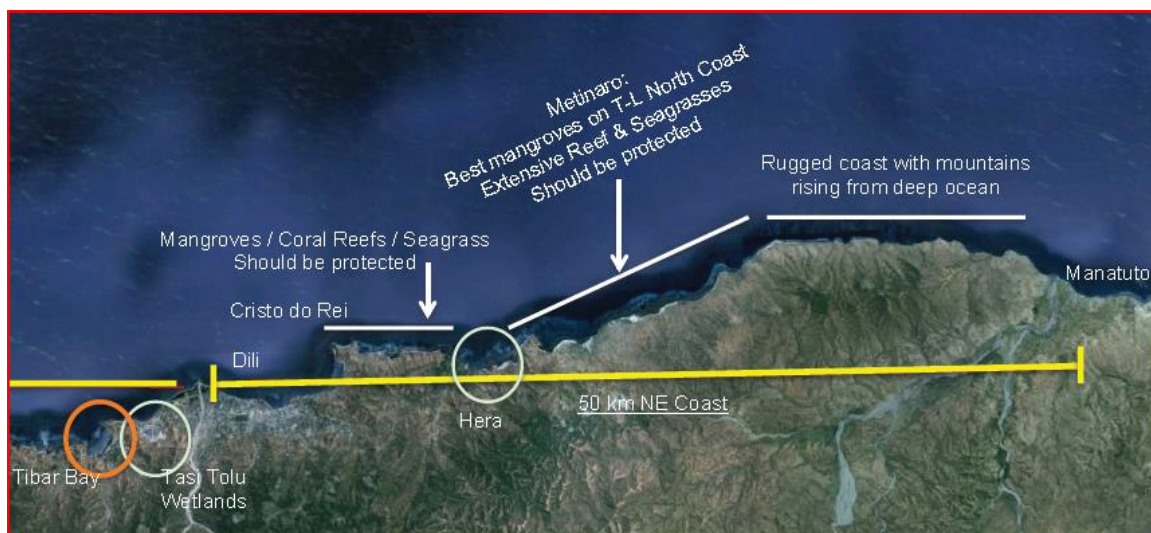 Metinaro:
Best mangroves on T-L North Coast
Extensive Reef & Seagrasses
Should be protected
Rugged coast with mountains
rising from deep ocean
Mangroves / Coral Reefs / Seagrass
Should be protected
Manatuto
Cristo do Rei
Dili
50 km NE Coast
Hera
Tibar Bay
Tasi Tolu
Wetlands